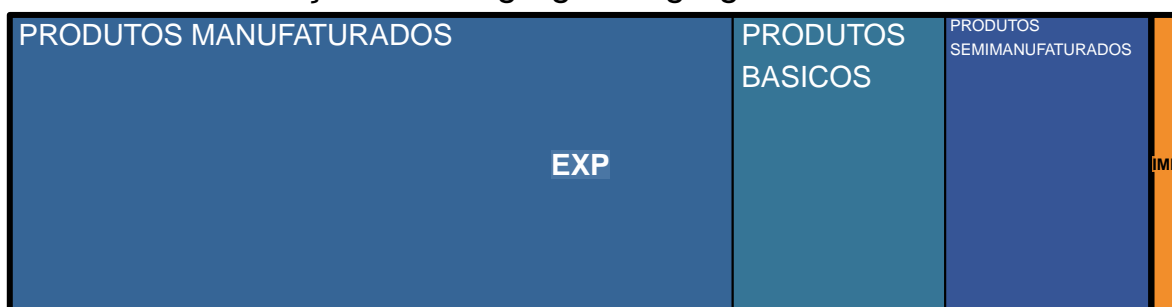 PRODUTOS MANUFATURADOS
PRODUTOS
BASICOS
PRODUTOS
SEMIMANUFATURADOS
EXP